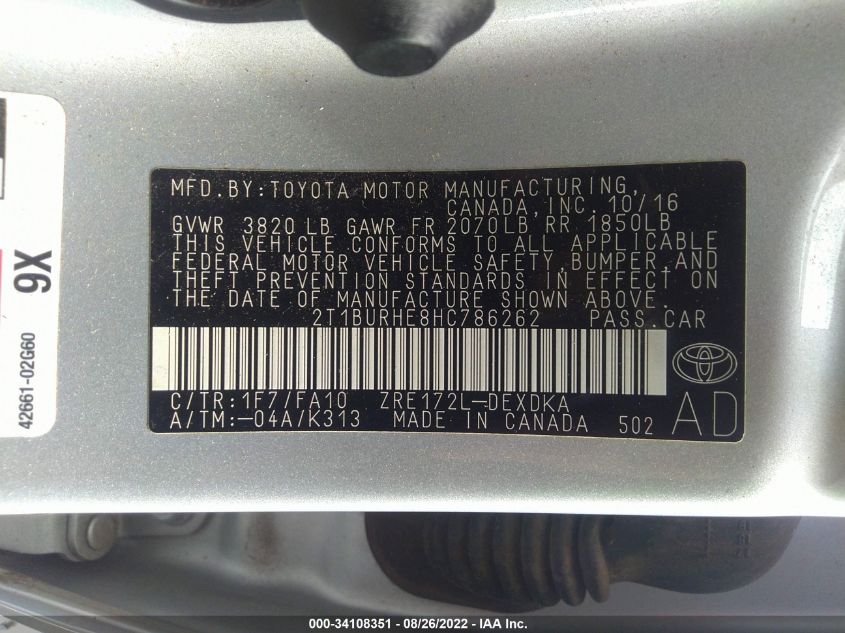 MFD.BY:TOYOTA MOTOR MANUFACTURING,
CANADA, INC. 10/16
GVWR 3820 LB GAWR FR 2070LB RR 1850LB
THIS VEHICLE CONFORMS TO ALL APPLICABLE
FEDERAL MOTOR VEHICLE SAFETY,BUMPER,AND
THEFT PREVENTION STANDARDS IN EFFECT ON
THE DATE OF MANUFACTURE SHOWN ABOVE.
2T1BURHE8HC786262 PASS.CAR
C/TR:1F7/FA10 ZRE172L-DEXDKA
A/TM:-04A/K313 MADE IN CANADA 502
AD
9X
42661-02G60
000-34108351 - 08/26/2022 - IAA Inc.